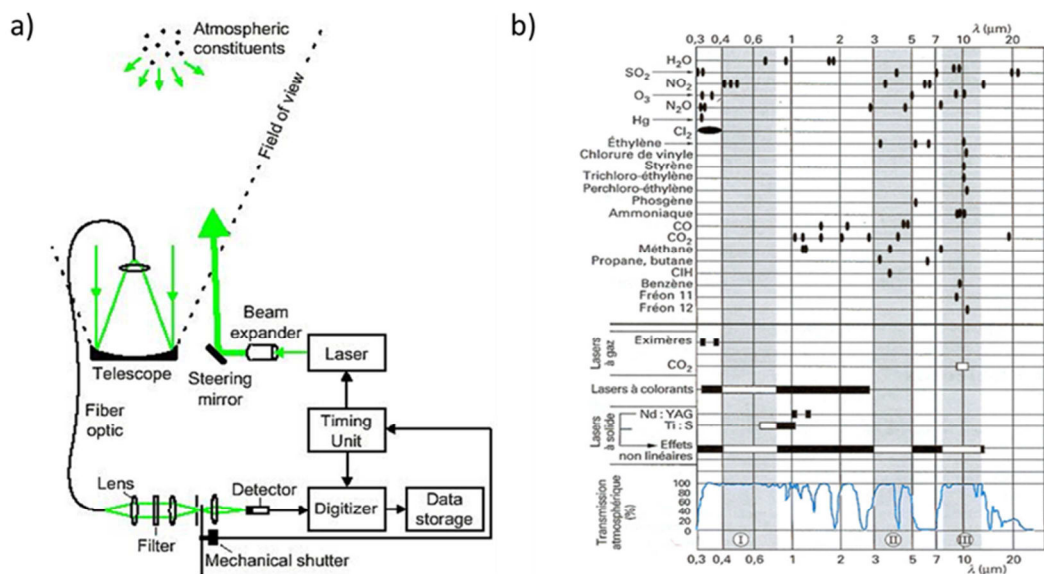 a)
Atmospheric
constituents
Field of view
Telescope
Steering
mirror
Beam
expander
Laser
Fiber
optic
Timing
Unit
Lens
Filter
Detector
Digitizer
Data
storage
Mechanical shutter
b)
λ (μm)
0,3 0,4 0,6 1 2 3 5 7 10 20
H2O
SO2
NO2
O3
N2O
Hg
Cl2
Éthylène
Chlorure de vinyle
Styrène
Trichloro-éthylène
Perchloro-éthylène
Phosgène
Ammoniaque
CO
CO2
Méthane
Propane, butane
ClH
Benzène
Fréon 11
Fréon 12
Lasers
à gaz
Eximères
CO2
Lasers à colorants
Lasers
à solide
Nd : YAG
Ti : S
Effets
non linéaires
Transmission
atmosphérique
(%)
100
80
60
40
20
0
I II III
0,3 0,4 0,6 1 2 3 5 7 10 20
λ (μm)